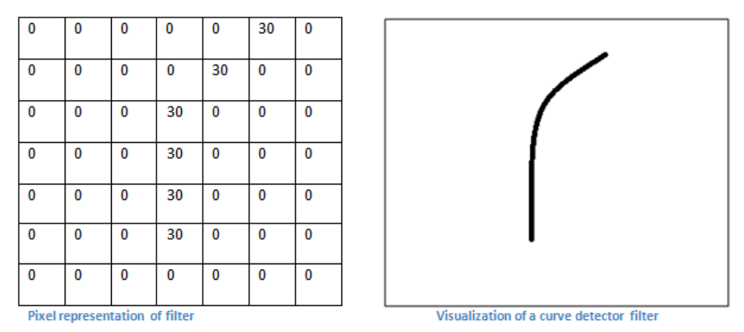 0 0 0 0 0 30 0
0 0 0 0 30 0 0
0 0 0 30 0 0 0
0 0 0 30 0 0 0
0 0 0 30 0 0 0
0 0 0 30 0 0 0
0 0 0 0 0 0 0
Pixel representation of filter
Visualization of a curve detector filter